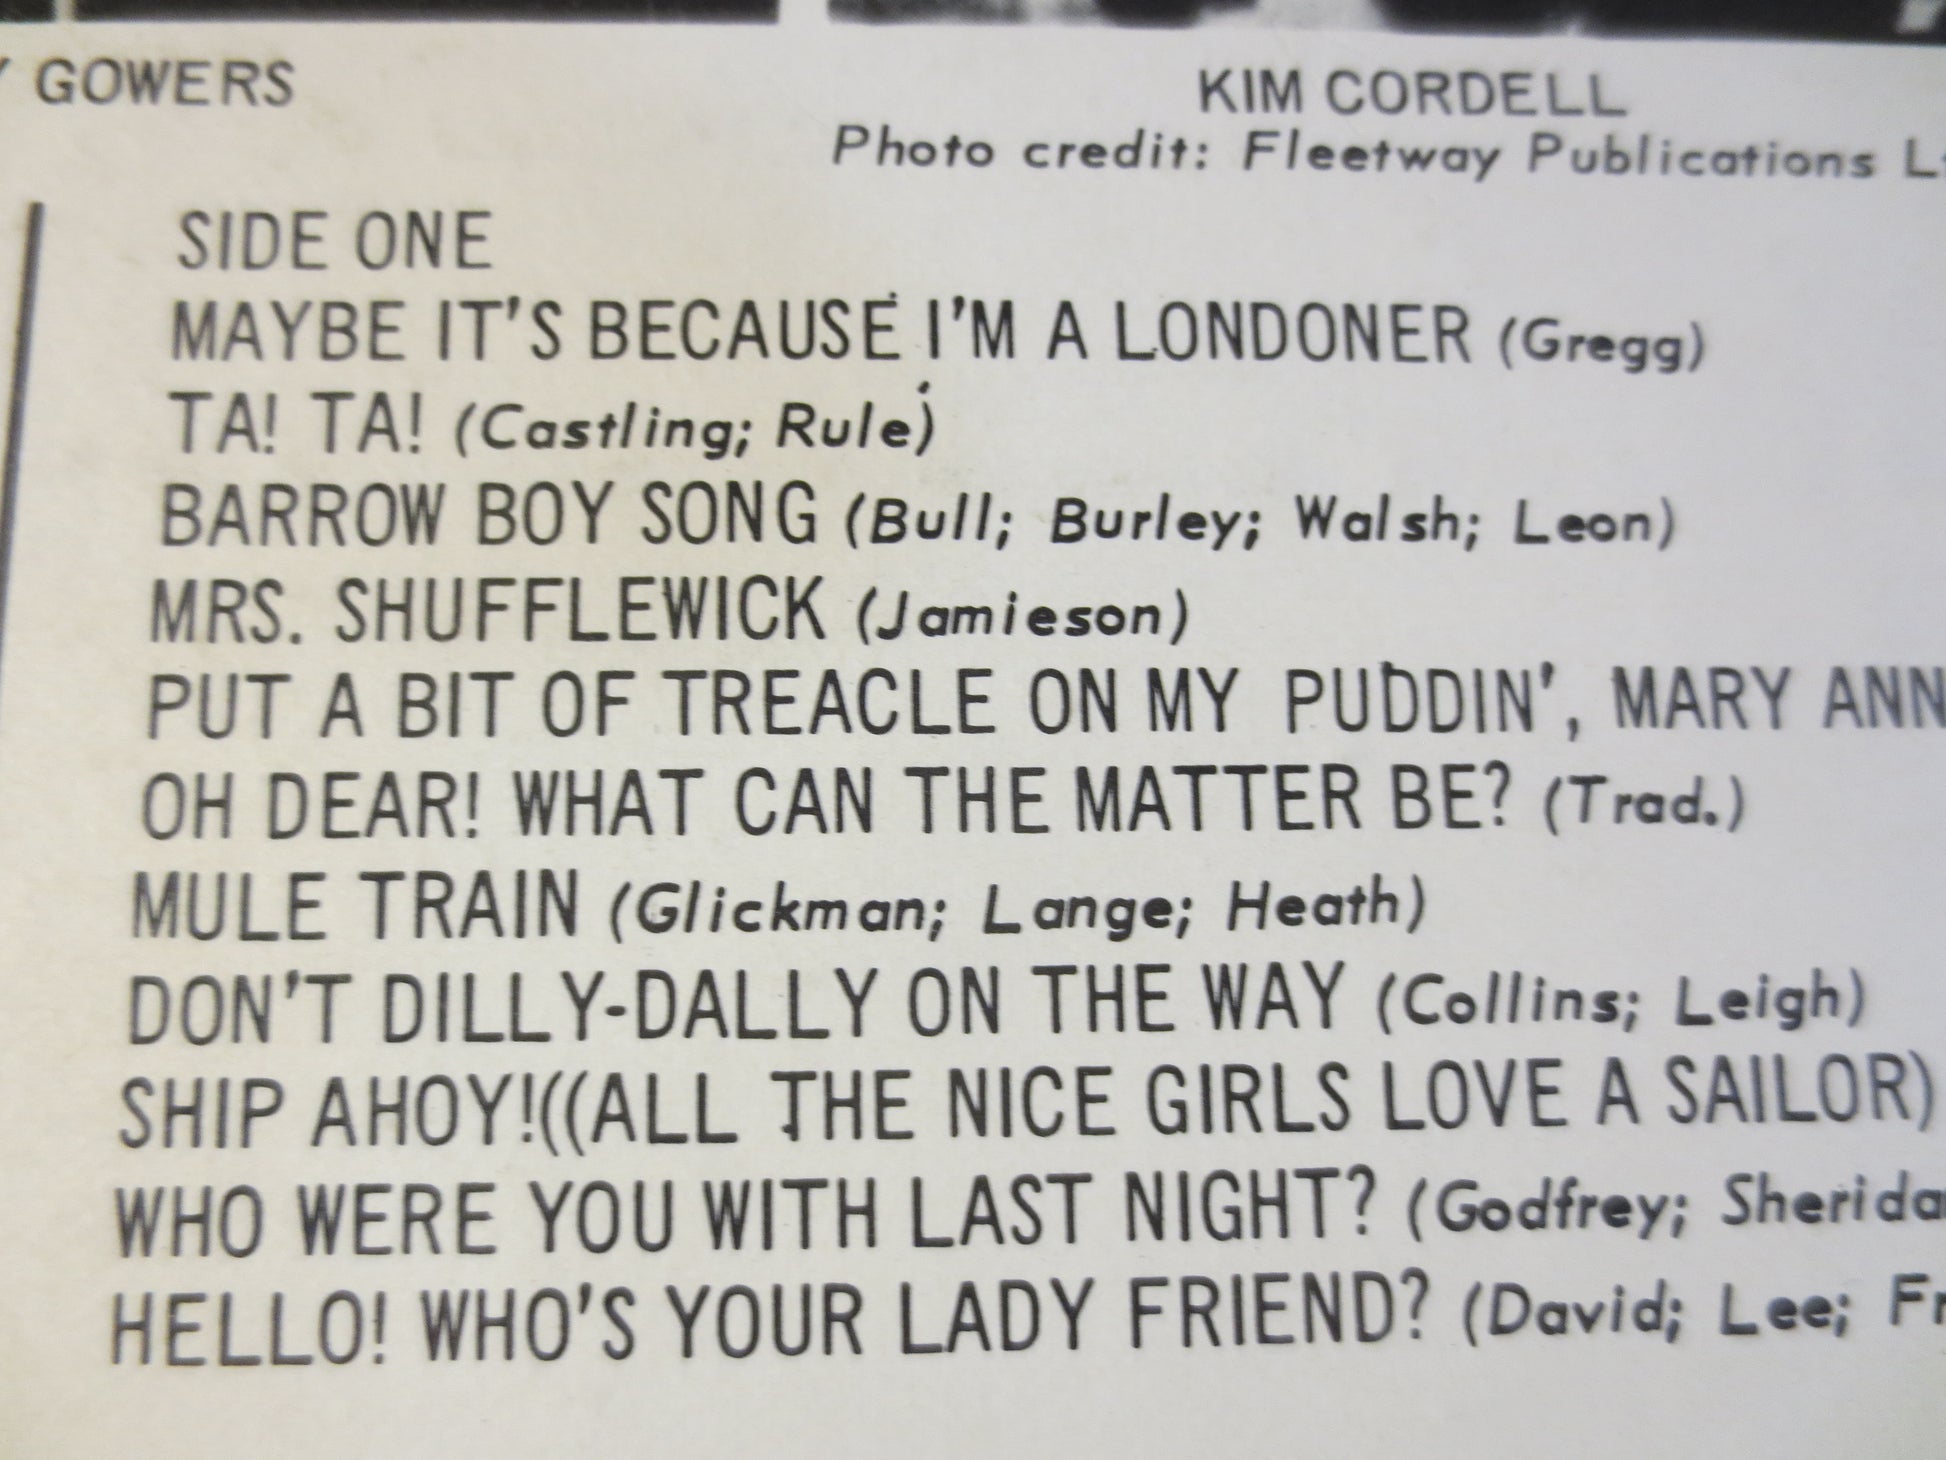 GOWERS
KIM CORDELL
Photo credit: Fleetway Publications
SIDE ONE
MAYBE IT'S BECAUSE I'M A LONDONER (Gregg)
TA! TA! (Castling; Rule)
BARROW BOY SONG (Bull; Burley; Walsh; Leon)
MRS. SHUFFLEWICK (Jamieson)
PUT A BIT OF TREACLE ON MY PUDDIN', MARY ANN
OH DEAR! WHAT CAN THE MATTER BE? (Trad.)
MULE TRAIN (Glickman; Lange; Heath)
DON'T DILLY-DALLY ON THE WAY (Collins; Leigh)
SHIP AHOY!((ALL THE NICE GIRLS LOVE A SAILOR)
WHO WERE YOU WITH LAST NIGHT? (Godfrey;
HELLO! WHO'S YOUR LADY FRIEND? (David; Lee;